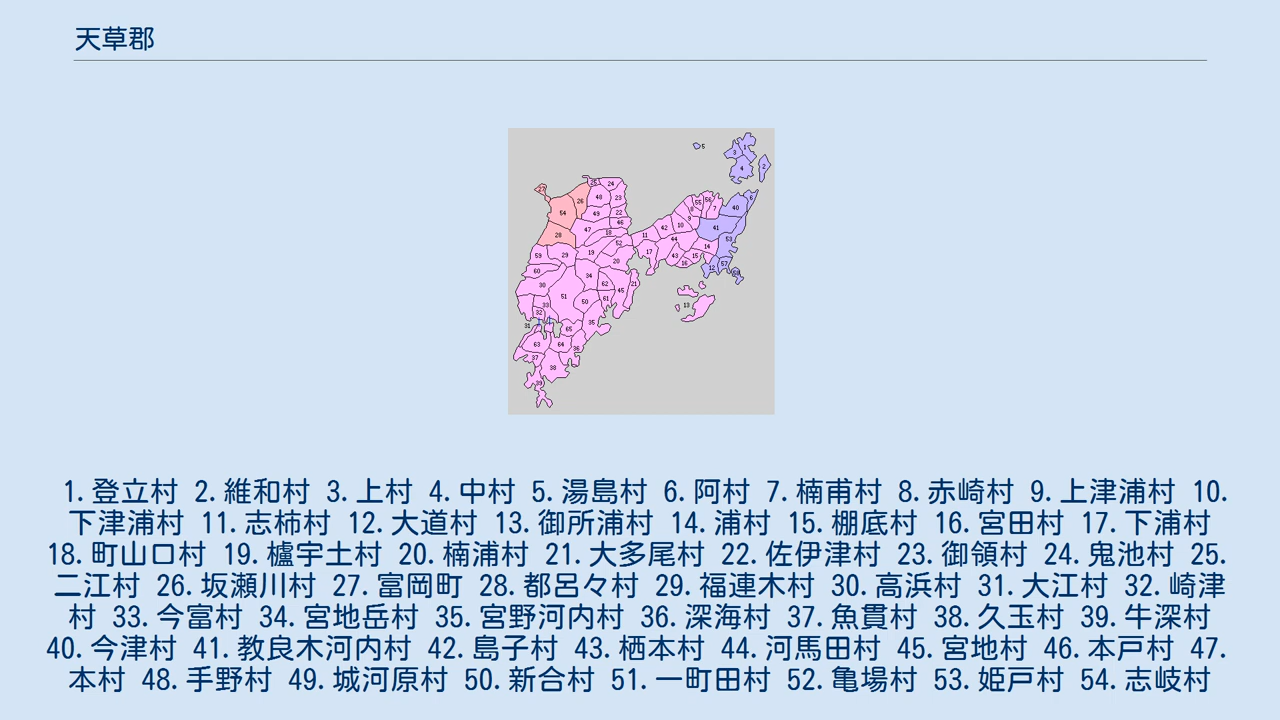 天草郡
1. 登立村 2. 維和村 3. 上村 4. 中村 5. 湯島村 6. 阿村 7. 楠甫村 8. 赤崎村 9. 上津浦村 10.
下津浦村 11. 志柿村 12. 大道村 13. 御所浦村 14. 浦村 15. 棚底村 16. 宮田村 17. 下浦村
18. 町山口村 19. 櫨宇土村 20. 楠浦村 21. 大多尾村 22. 佐伊津村 23. 御領村 24. 鬼池村 25.
二江村 26. 坂瀬川村 27. 富岡町 28. 都呂々村 29. 福連木村 30. 高浜村 31. 大江村 32. 崎津
村 33. 今富村 34. 宮地岳村 35. 宮野河内村 36. 深海村 37. 魚貫村 38. 久玉村 39. 牛深村
40. 今津村 41. 教良木河内村 42. 島子村 43. 栖本村 44. 河馬田村 45. 宮地村 46. 本戸村 47.
本村 48. 手野村 49. 城河原村 50. 新合村 51. 一町田村 52. 亀場村 53. 姫戸村 54. 志岐村